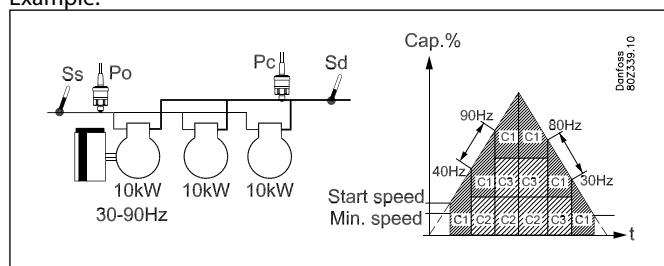 Example:
Ss
Po
Pc
Sd
10kW
10kW
10kW
30-90Hz
Cap.%
Danfoss
80Z339.10
90Hz
C1
C1
80Hz
40Hz
C1
C3
C3
C1
30Hz
Start speed
Min. speed
C1
C2
C2
C2
C2
C1
t